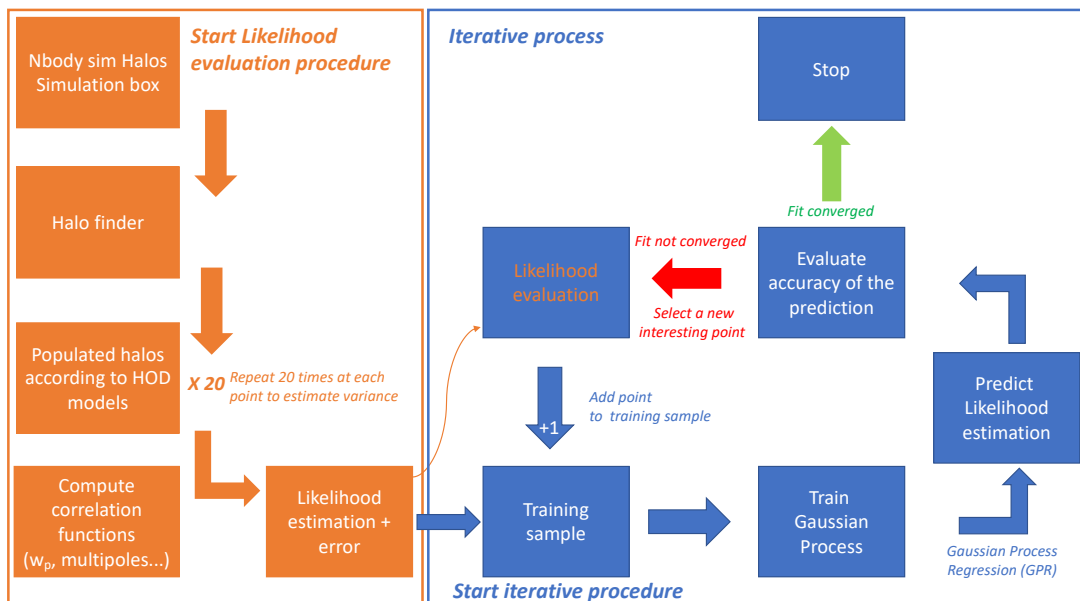 Start Likelihood
evaluation procedure
Nbody sim Halos
Simulation box
Halo finder
Populated halos
according to HOD
models
X 20
Repeat 20 times at each
point to estimate variance
Compute
correlation
functions
(wₚ, multipoles...)
Likelihood
estimation +
error
Iterative process
Stop
Fit converged
Fit not converged
Likelihood
evaluation
Select a new
interesting point
Evaluate
accuracy of the
prediction
Add point
to training sample
+1
Predict
Likelihood
estimation
Training
sample
Train
Gaussian
Process
Gaussian Process
Regression (GPR)
Start iterative procedure